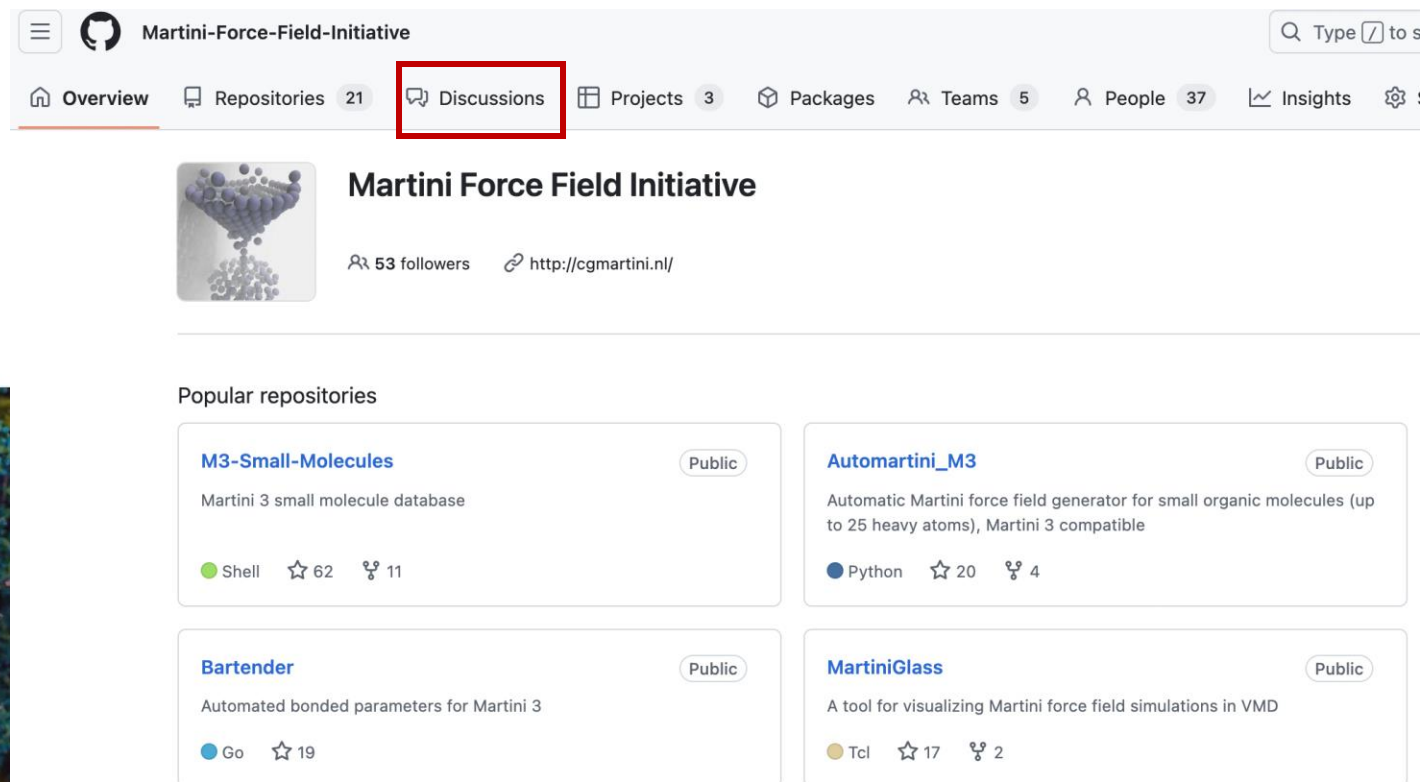 Martini-Force-Field-Initiative
Type / to s
Overview Repositories 21 Discussions Projects 3 Packages Teams 5 People 37 Insights
Martini Force Field Initiative
53 followers http://cgmartini.nl/
Popular repositories
M3-Small-Molecules Public
Martini 3 small molecule database
Shell 62 11
Automartini_M3 Public
Automatic Martini force field generator for small organic molecules (up
to 25 heavy atoms), Martini 3 compatible
Python 20 4
Bartender Public
Automated bonded parameters for Martini 3
Go 19
MartiniGlass Public
A tool for visualizing Martini force field simulations in VMD
Tcl 17 2